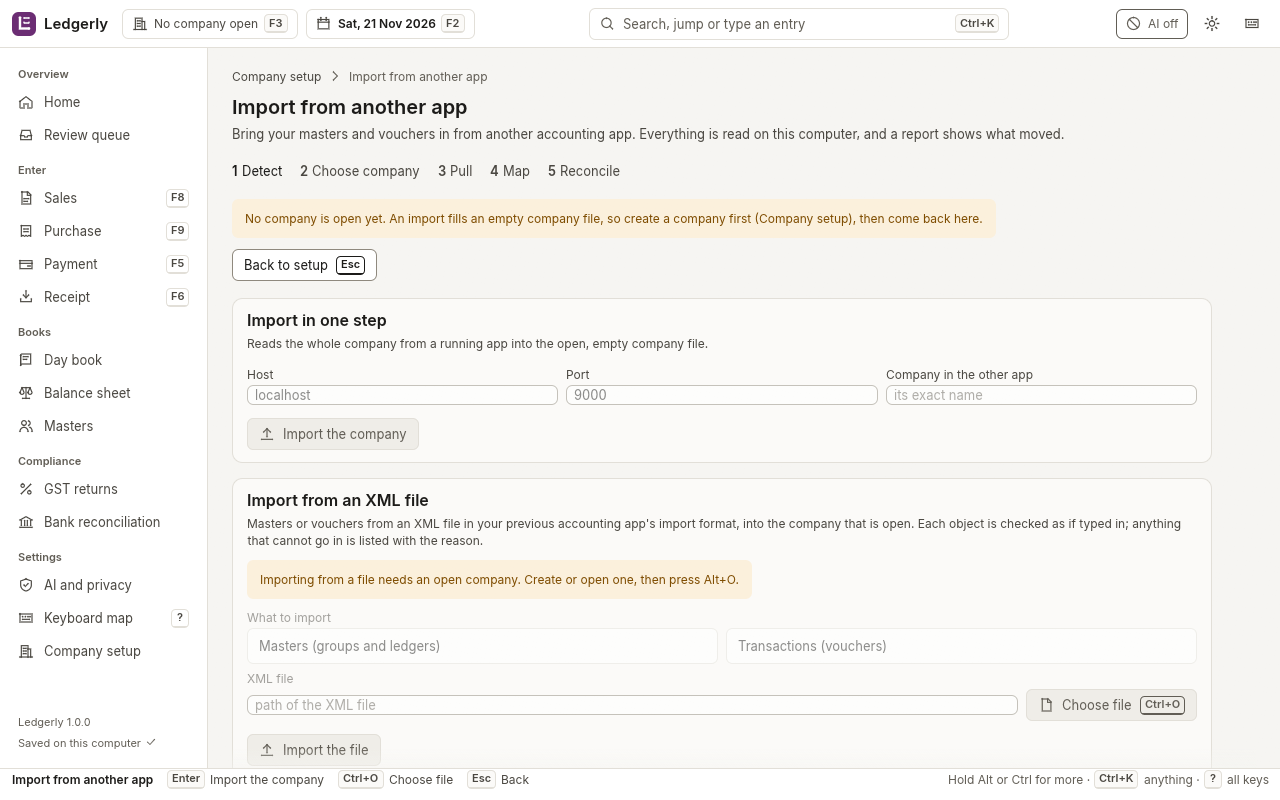 Ledgerly
No company open F3
Sat, 21 Nov 2026 F2
Search, jump or type an entry Ctrl+K
AI off
Overview
Home
Review queue
Enter
Sales F8
Purchase F9
Payment F5
Receipt F6
Books
Day book
Balance sheet
Masters
Compliance
GST returns
Bank reconciliation
Settings
AI and privacy
Keyboard map ?
Company setup
Ledgerly 1.0.0
Saved on this computer
Company setup Import from another app
Import from another app
Bring your masters and vouchers in from another accounting app. Everything is read on this computer, and a report shows what moved.
1 Detect 2 Choose company 3 Pull 4 Map 5 Reconcile
No company is open yet. An import fills an empty company file, so create a company first (Company setup), then come back here.
Back to setup Esc
Import in one step
Reads the whole company from a running app into the open, empty company file.
Host Port Company in the other app
localhost 9000 its exact name
Import the company
Import from an XML file
Masters or vouchers from an XML file in your previous accounting app's import format, into the company that is open. Each object is checked as if typed in; anything
that cannot go in is listed with the reason.
Importing from a file needs an open company. Create or open one, then press Alt+O.
What to import
Masters (groups and ledgers) Transactions (vouchers)
XML file
path of the XML file Choose file Ctrl+O
Import the file
Import from another app Enter Import the company Ctrl+O Choose file Esc Back
Hold Alt or Ctrl for more · Ctrl+K anything · ? all keys